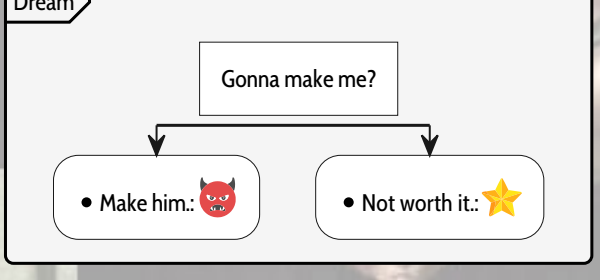 Dream
Gonna make me?
• Make him.:
• Not worth it.: